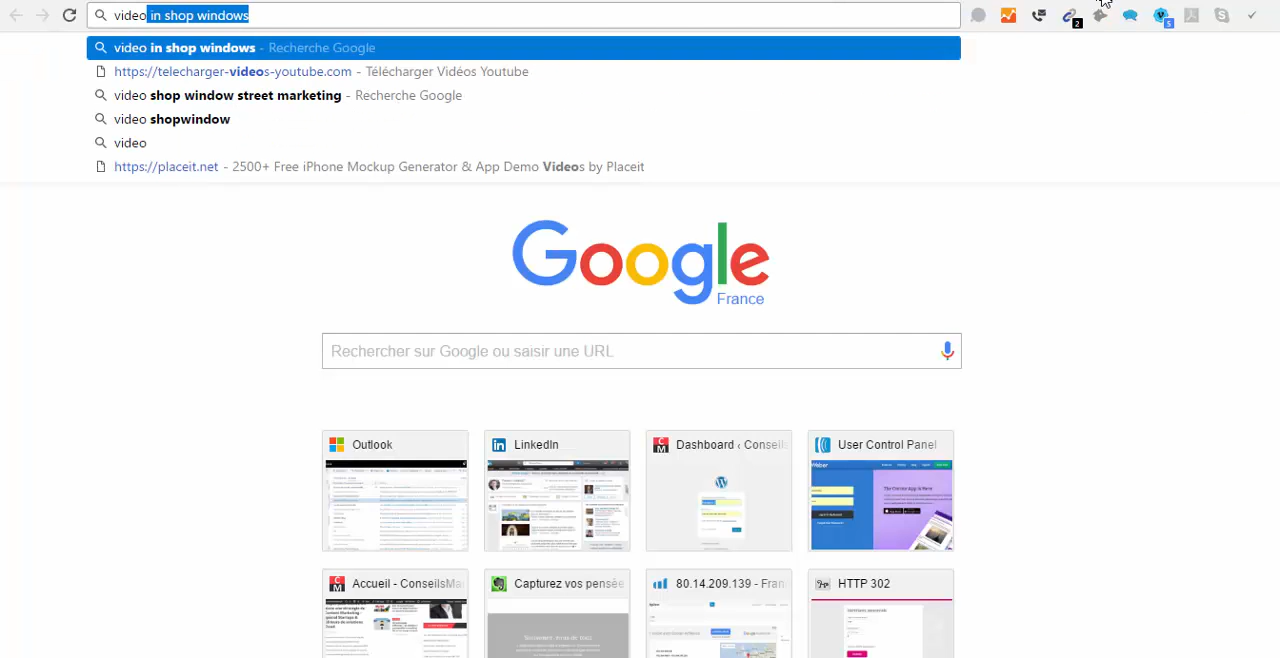 video in shop windows
2
5
video in shop windows - Recherche Google
https://telecharger-videos-youtube.com - Télécharger Vidéos Youtube
video shop window street marketing - Recherche Google
video shopwindow
video
https://placeit.net - 2500+ Free iPhone Mockup Generator & App Demo Videos by Placeit
Google
France
Rechercher sur Google ou saisir une URL
Outlook
LinkedIn
Dashboard ‹ Conseils
User Control Panel
Accueil - ConseilsMa
Capturez vos pensée
80.14.209.139 - Fran
HTTP 302